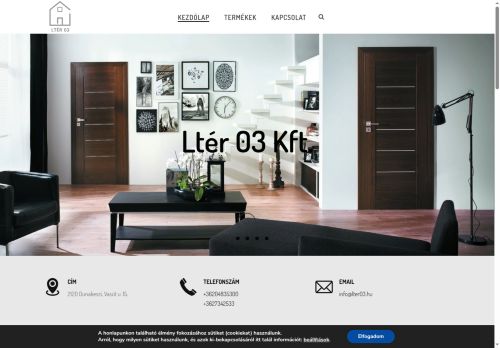 LTÉR 03
KEZDŐLAP TERMÉKEK KAPCSOLAT
Ltér 03 Kft.
CÍM
2120 Dunakeszi, Vasút u. 15.
TELEFONSZÁM
+36204835300
+3627342533
EMAIL
info@lter03.hu
A honlapunkon található élmény fokozásához sütiket (cookiekat) használunk.
Arról, hogy milyen sütiket használunk, és azok ki-bekapcsolásáról itt talál információt: beállítások.
Elfogadom